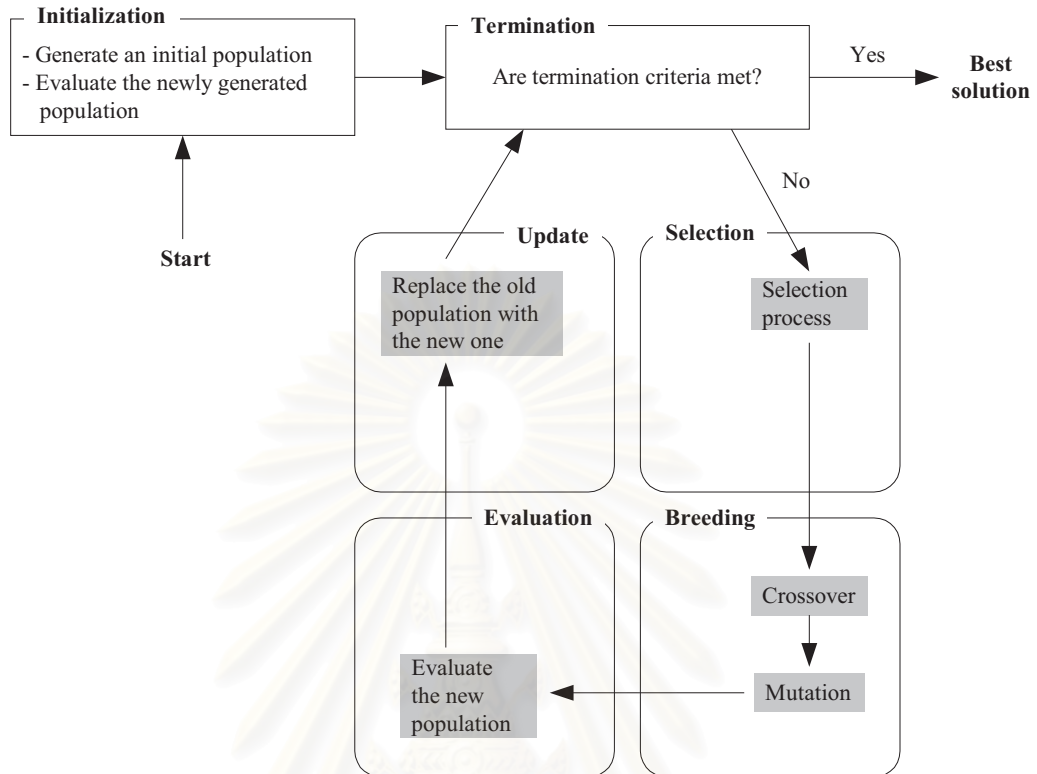 Initialization
- Generate an initial population
- Evaluate the newly generated
population
Start
Termination
Are termination criteria met?
Yes
Best
solution
No
Update
Replace the old
population with
the new one
Selection
Selection
process
Evaluation
Evaluate
the new
population
Breeding
Crossover
Mutation